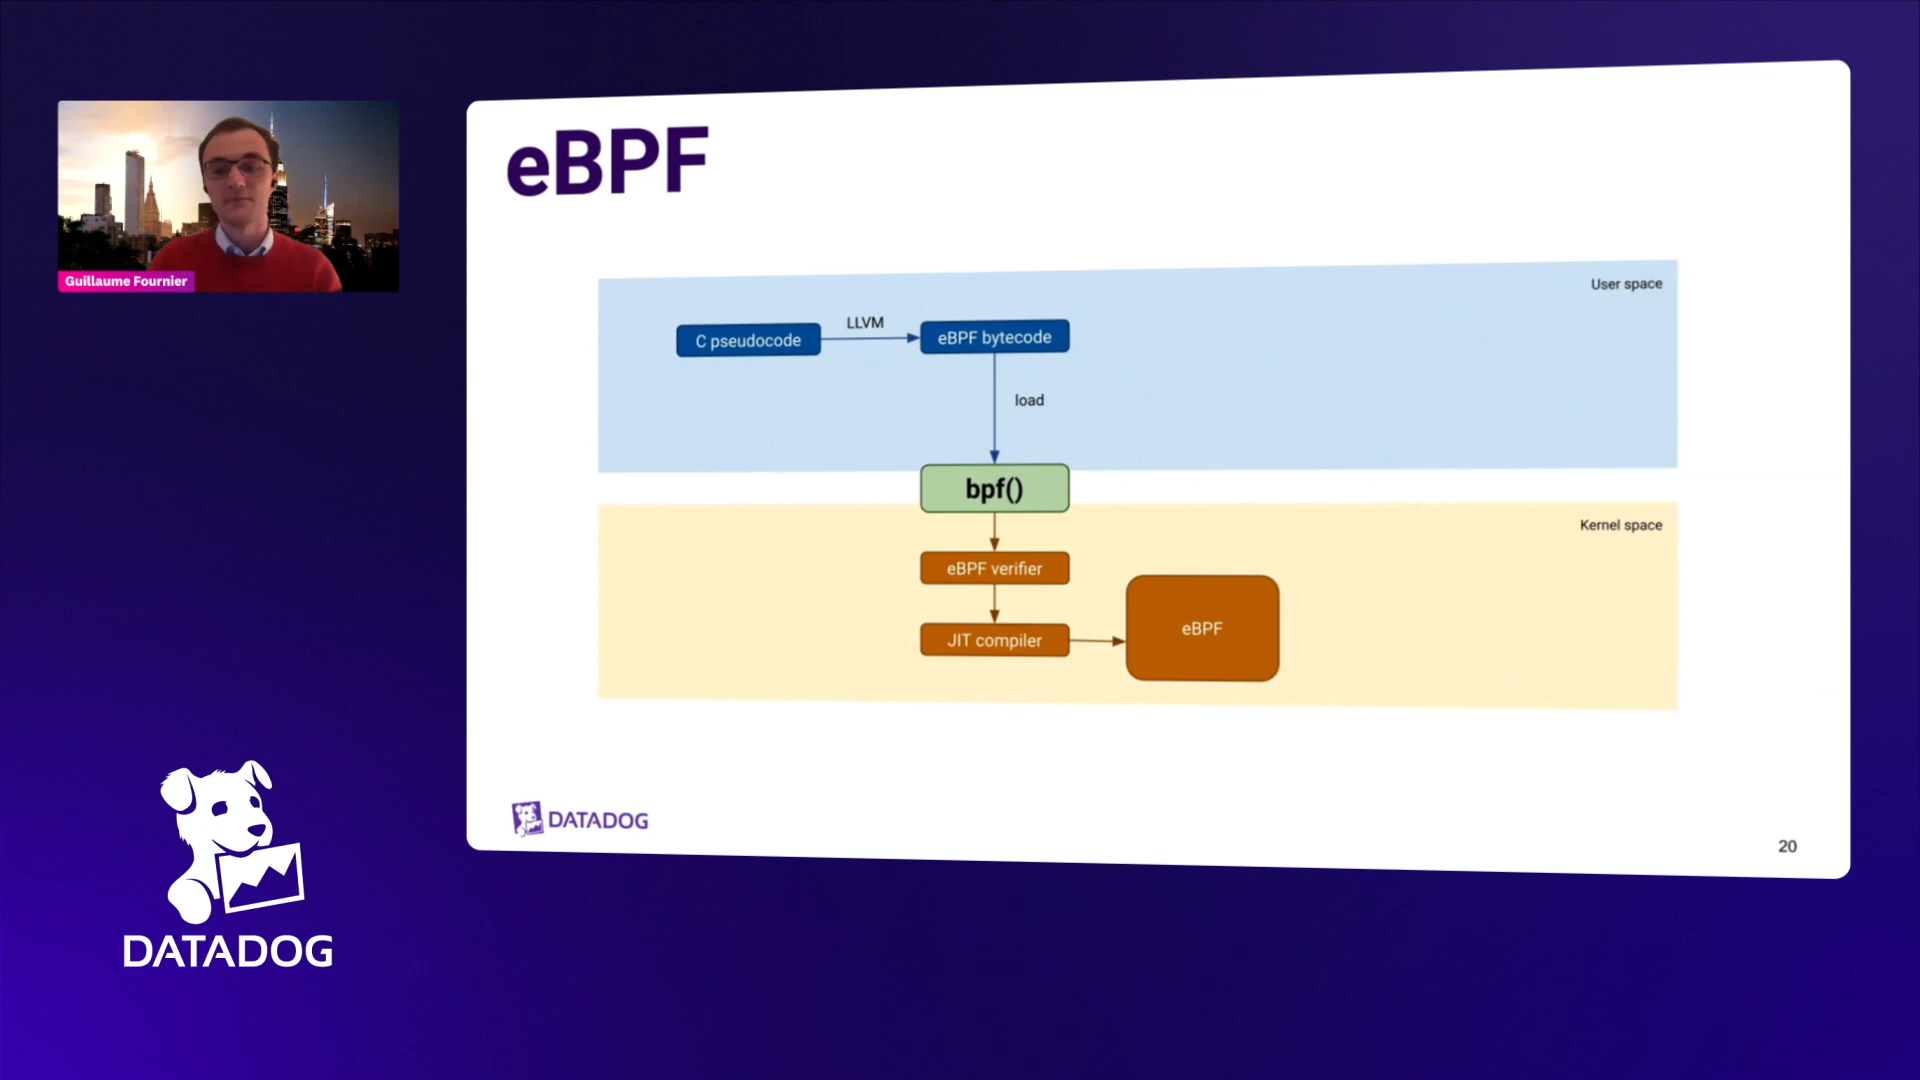 Guillaume Fournier
eBPF
User space
C pseudocode
LLVM
eBPF bytecode
load
bpf()
Kernel space
eBPF verifier
JIT compiler
eBPF
DATADOG
20
DATADOG